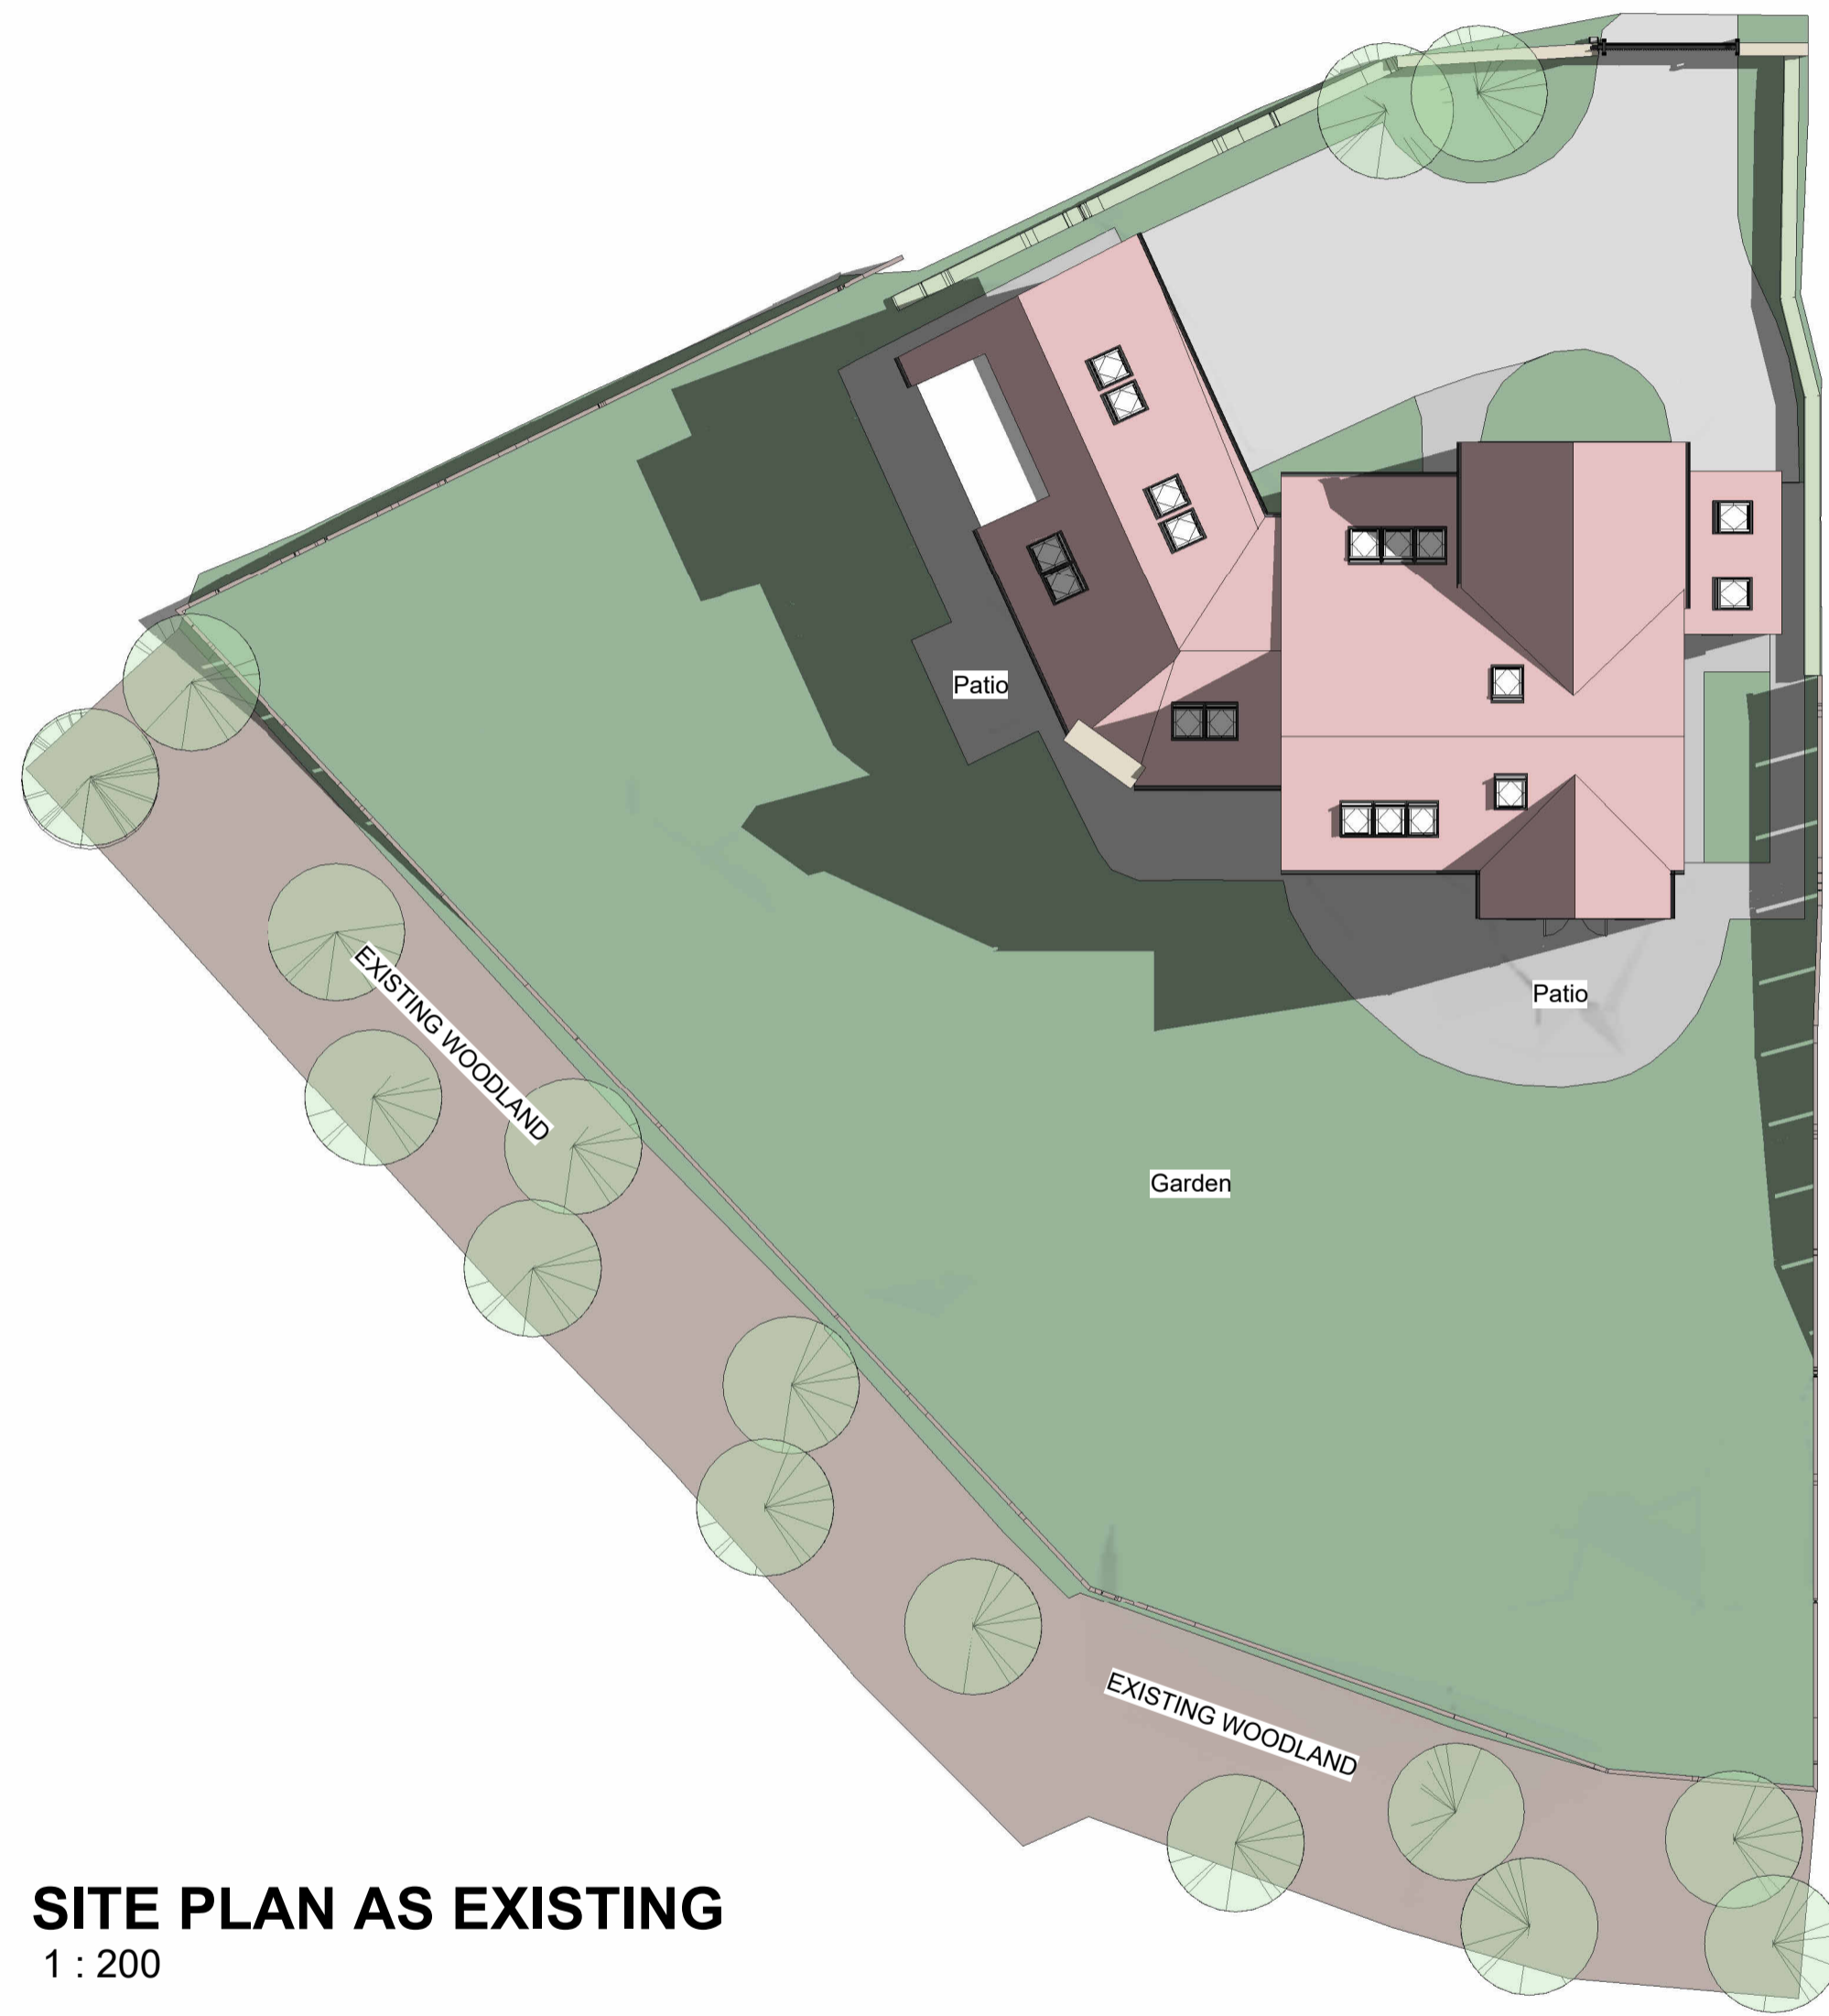 Patio
Patio
EXISTING WOODLAND
Garden
EXISTING WOODLAND
SITE PLAN AS EXISTING
1 : 200